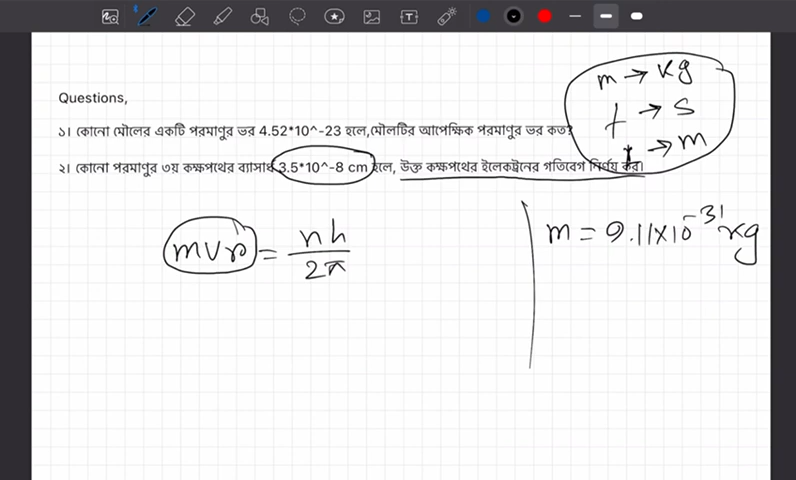 Questions,
১। কোনো মৌলের একটি পরমাণুর ভর 4.52*10^-23 হলে,মৌলটির আপেক্ষিক পরমাণুর ভর কত?
২। কোনো পরমাণুর ৩য় কক্ষপথের ব্যাসার্ধ 3.5*10^-8 cm হলে, উক্ত কক্ষপথের ইলেকট্রনের গতিবেগ নির্ণয় কর।
m → kg
t → s
→ m
mvr = nh/2π
m = 9.11×10^-31 kg